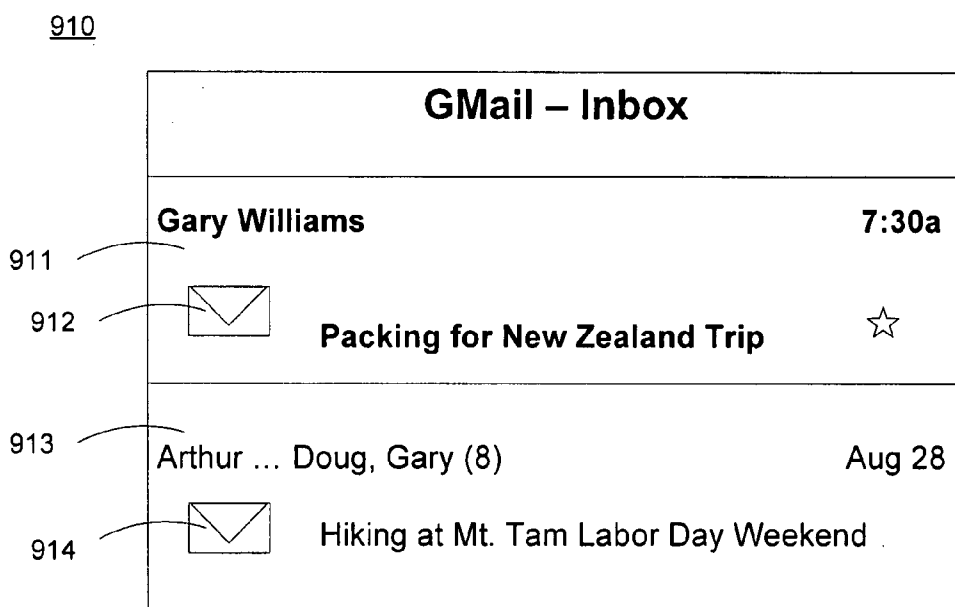 910
GMail – Inbox
Gary Williams 7:30a
911
912
Packing for New Zealand Trip
913
Arthur ... Doug, Gary (8) Aug 28
914
Hiking at Mt. Tam Labor Day Weekend